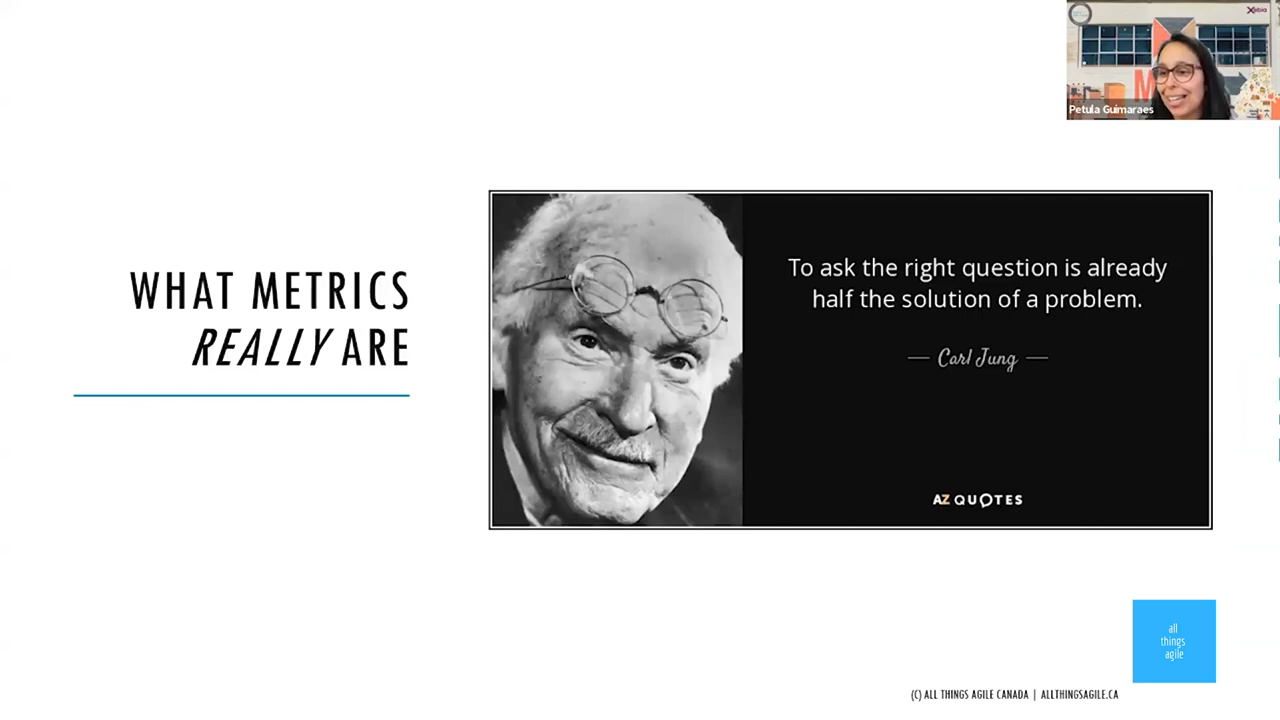 Xebia
Petula Guimaraes
WHAT METRICS
REALLY ARE
To ask the right question is already
half the solution of a problem.
Carl Jung
AZ QUOTES
all
things
agile
(C) ALL THINGS AGILE CANADA | ALLTHINGSAGILE.CA